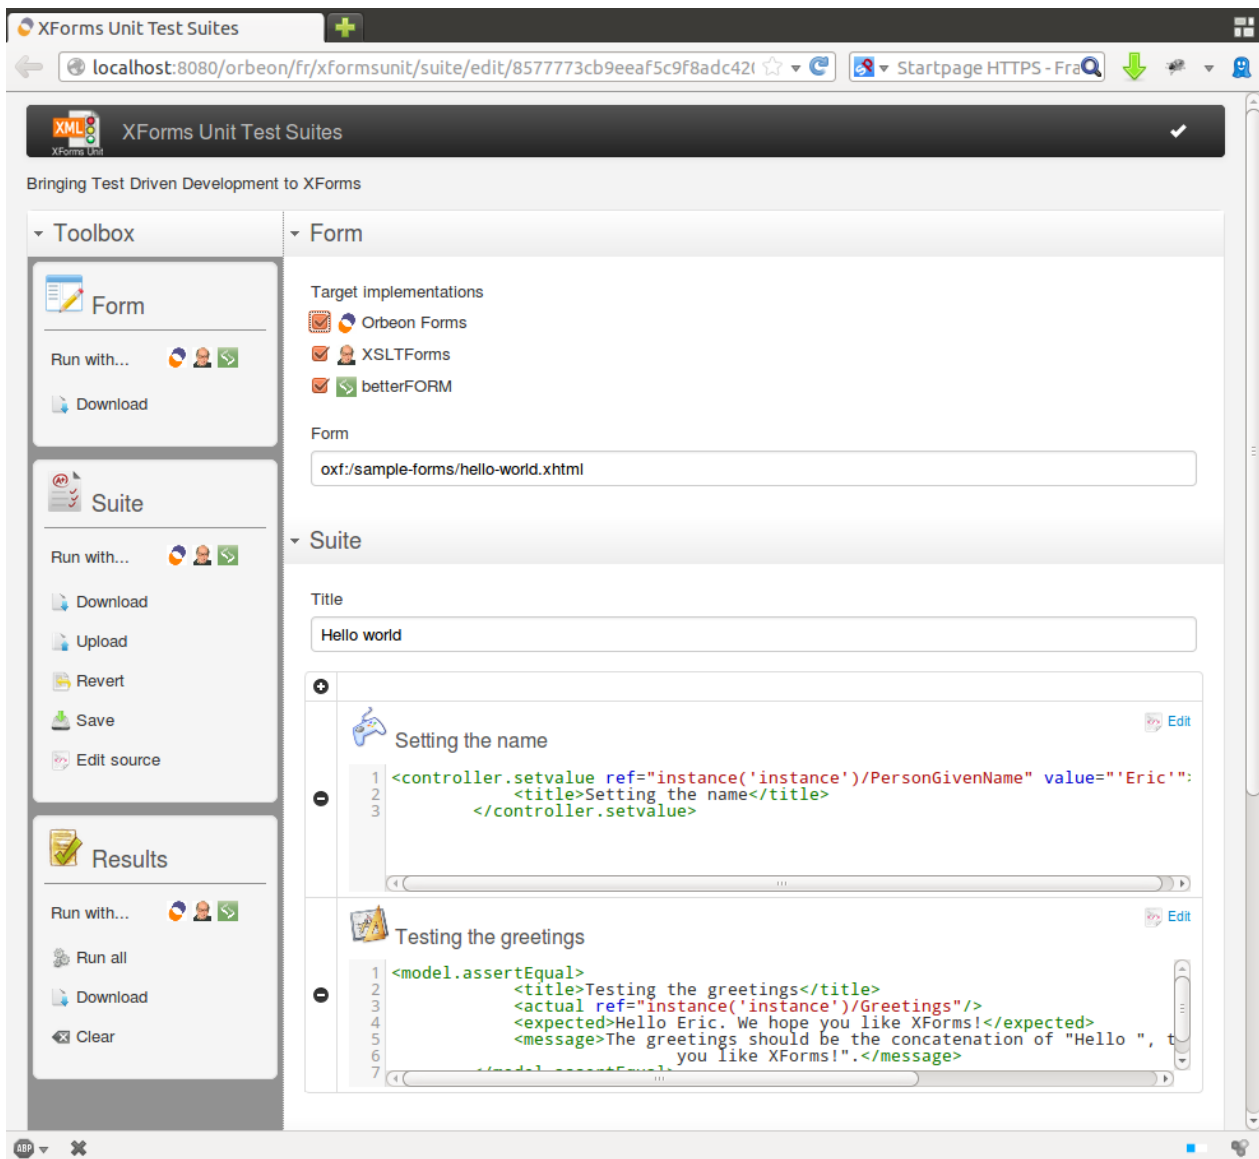 XForms Unit Test Suites
localhost:8080/orbeon/fr/xformsunit/suite/edit/8577773cb9eeaf5c9f8adc42
Startpage HTTPS - Fra
XML
XForms Unit
XForms Unit Test Suites
Bringing Test Driven Development to XForms
Toolbox
Form
Run with...
Download
A+
Suite
Run with...
Download
Upload
Revert
Save
Edit source
Results
Run with...
Run all
Download
Clear
Form
Target implementations
Orbeon Forms
XSLTForms
betterFORM
Form
oxf:/sample-forms/hello-world.xhtml
Suite
Title
Hello world
Setting the name
Edit
1 <controller.setvalue ref="instance('instance')/PersonGivenName" value="'Eric'">
2 <title>Setting the name</title>
3 </controller.setvalue>
Testing the greetings
Edit
1 <model.assertEqual>
2 <title>Testing the greetings</title>
3 <actual ref="instance('instance')/Greetings"/>
4 <expected>Hello Eric. We hope you like XForms!</expected>
5 <message>The greetings should be the concatenation of "Hello ", t
6 you like XForms!".</message>
7 </model.assertEqual>
ABP